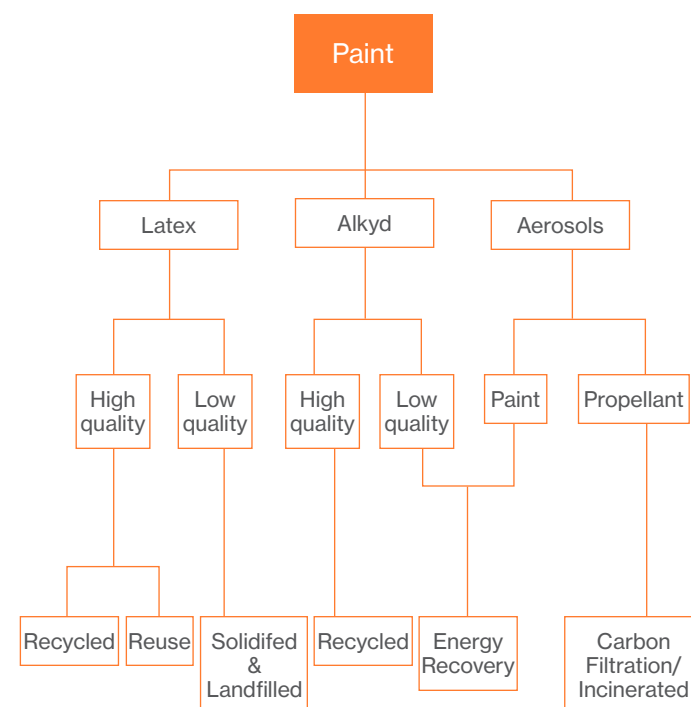 Paint
Latex
Alkyd
Aerosols
High
quality
Low
quality
High
quality
Low
quality
Paint
Propellant
Recycled
Reuse
Solidifed
&
Landfilled
Recycled
Energy
Recovery
Carbon
Filtration/
Incinerated